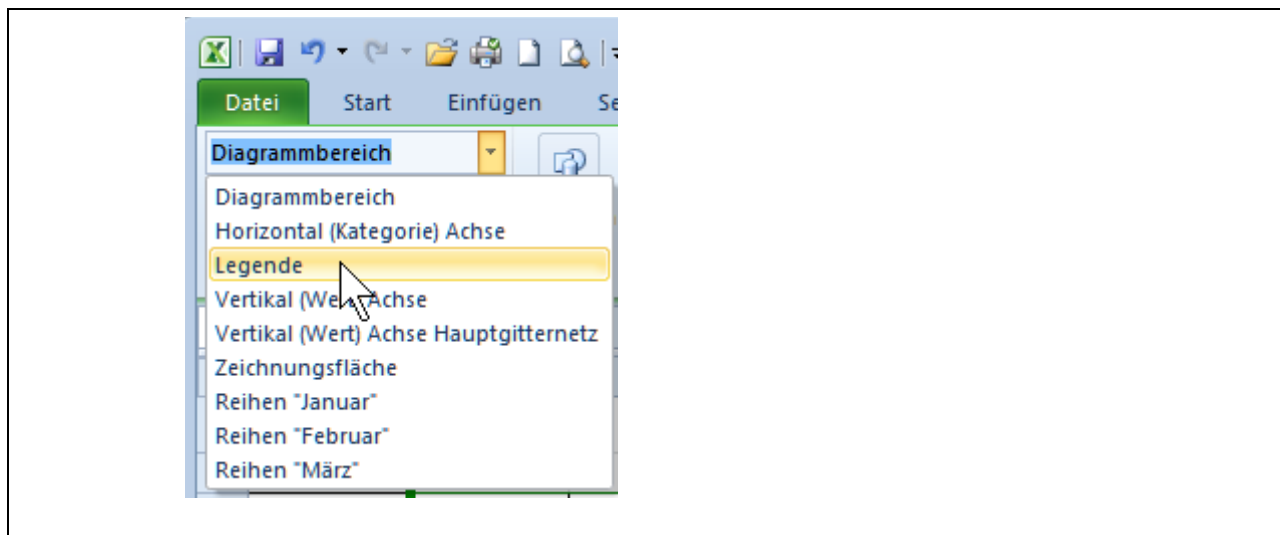 Datei Start Einfügen Se
Diagrammbereich
Diagrammbereich
Horizontal (Kategorie) Achse
Legende
Vertikal (Wert) Achse
Vertikal (Wert) Achse Hauptgitternetz
Zeichnungsfläche
Reihen "Januar"
Reihen "Februar"
Reihen "März"